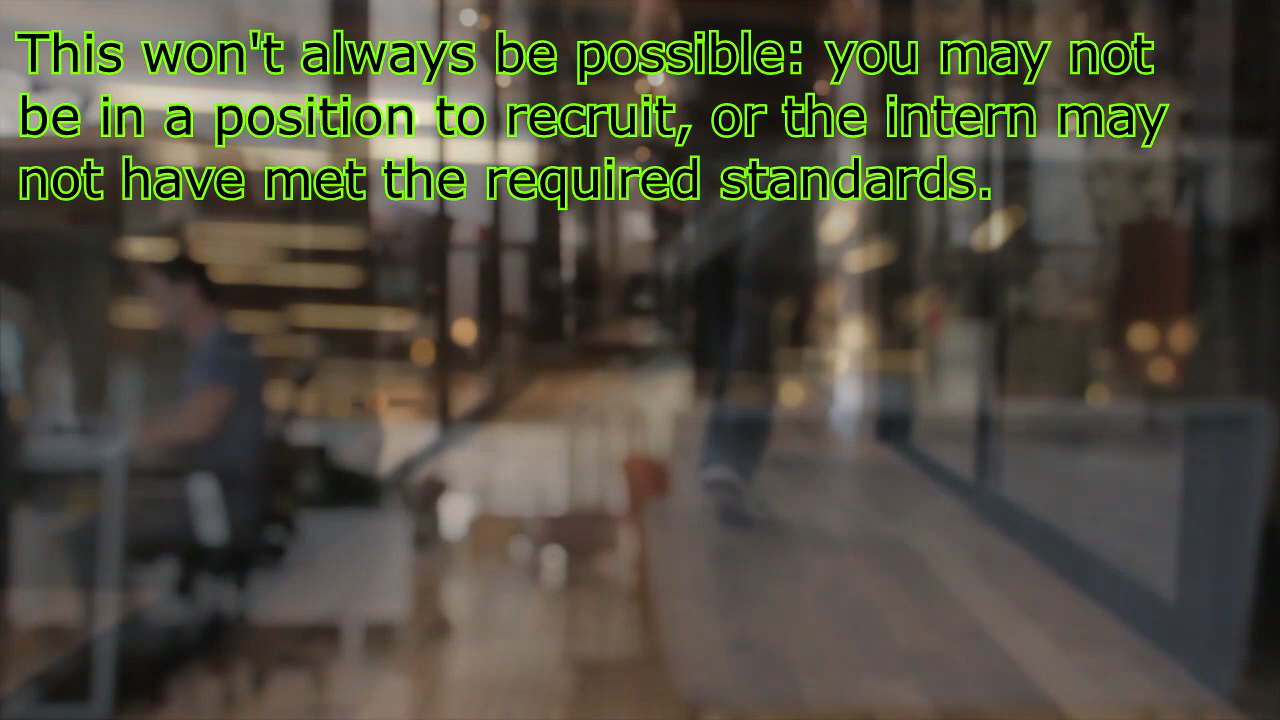 This won't always be possible: you may not
be in a position to recruit, or the intern may
not have met the required standards.